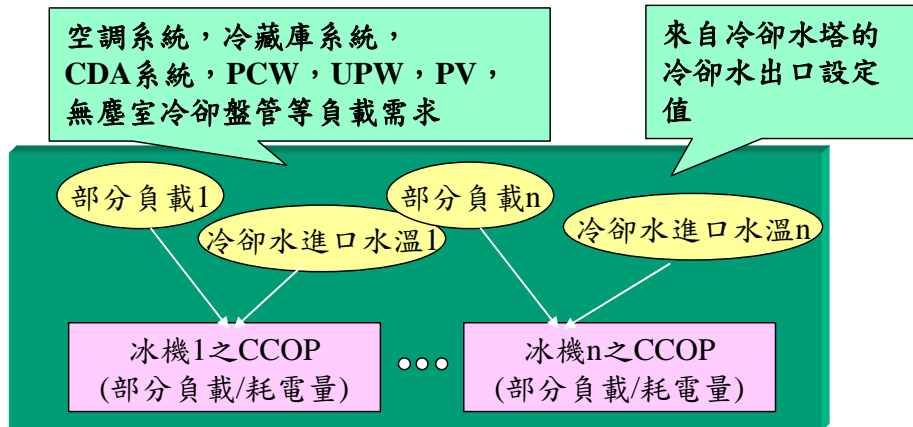 空調系統，冷藏庫系統，
CDA系統，PCW，UPW，PV，
無塵室冷卻盤管等負載需求
來自冷卻水塔的
冷卻水出口設定
值
部分負載1
冷卻水進口水溫1
部分負載n
冷卻水進口水溫n
冰機1之CCOP
(部分負載/耗電量)
冰機n之CCOP
(部分負載/耗電量)